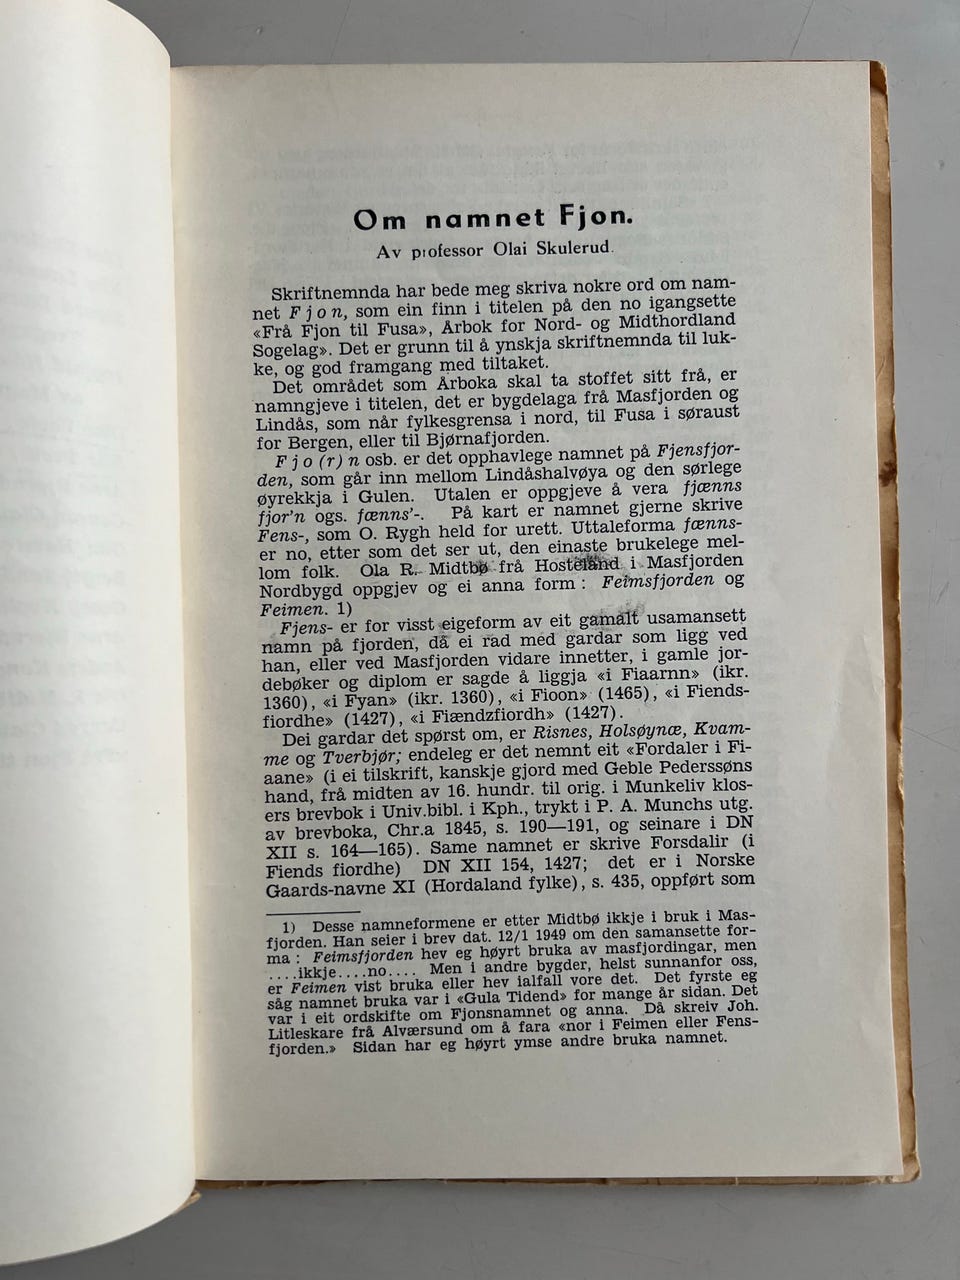 Om namnet Fjon.
Av professor Olai Skulerud.
Skriftnemnda har bede meg skriva nokre ord om nam-
net Fjon, som ein finn i titelen på den no igangsette
«Frå Fjon til Fusa», Årbok for Nord- og Midthordland
Sogelag». Det er grunn til å ynskja skriftnemnda til luk-
ke, og god framgang med tiltaket.
Det området som Årboka skal ta stoffet sitt frå, er
namngjeve i titelen, det er bygdelaga frå Masfjorden og
Lindås, som når fylkesgrensa i nord, til Fusa i søraust
for Bergen, eller til Bjørnafjorden.
Fjo(r)n osb. er det opphavlege namnet på Fjensfjor-
den, som går inn mellom Lindåshalvøya og den sørlege
øyrekkja i Gulen. Utalen er oppgjeve å vera fjœnns
fjor'n ogs. fœnns'-. På kart er namnet gjerne skrive
Fens-, som O. Rygh held for urett. Uttaleforma fœnns-
er no, etter som det ser ut, den einaste brukelege mel-
lom folk. Ola R. Midtbø frå Hosteland i Masfjorden
Nordbygd oppgjev og ei anna form: Feimsfjorden og
Feimen. 1)
Fjens- er for visst eigeform av eit gamalt usamansett
namn på fjorden, då ei rad med gardar som ligg ved
han, eller ved Masfjorden vidare innetter, i gamle jor-
debøker og diplom er sagde å liggja «i Fiaarnn» (ikr.
1360), «i Fyan» (ikr. 1360), «i Fioon» (1465), «i Fiends-
fiordhe» (1427), «i Fiændzfiordh» (1427).
Dei gardar det spørst om, er Risnes, Holsøynæ, Kvam-
me og Tverbjør; endeleg er det nemnt eit «Fordaler i Fi-
aane» (i ei tilskrift, kanskje gjord med Geble Pederssøns
hand, frå midten av 16. hundr. til orig. i Munkeliv klos-
ers brevbok i Univ.bibl. i Kph., trykt i P. A. Munchs utg.
av brevboka, Chr.a 1845, s. 190—191, og seinare i DN
XII s. 164—165). Same namnet er skrive Forsdalir (i
Fiends fiordhe) DN XII 154, 1427; det er i Norske
Gaards-navne XI (Hordaland fylke), s. 435, oppført som
1) Desse namneformene er etter Midtbø ikkje i bruk i Mas-
fjorden. Han seier i brev dat. 12/1 1949 om den samansette for-
ma: Feimsfjorden hev eg høyrt bruka av masfjordingar, men
....ikkje....no.... Men i andre bygder, helst sunnanfor oss,
er Feimen vist bruka eller hev ialfall vore det. Det fyrste eg
såg namnet bruka var i «Gula Tidend» for mange år sidan. Det
var i eit ordskifte om Fjonsnamnet og anna. Då skreiv Joh.
Litleskare frå Alværsund om å fara «nor i Feimen eller Fens-
fjorden.» Sidan har eg høyrt ymse andre bruka namnet.